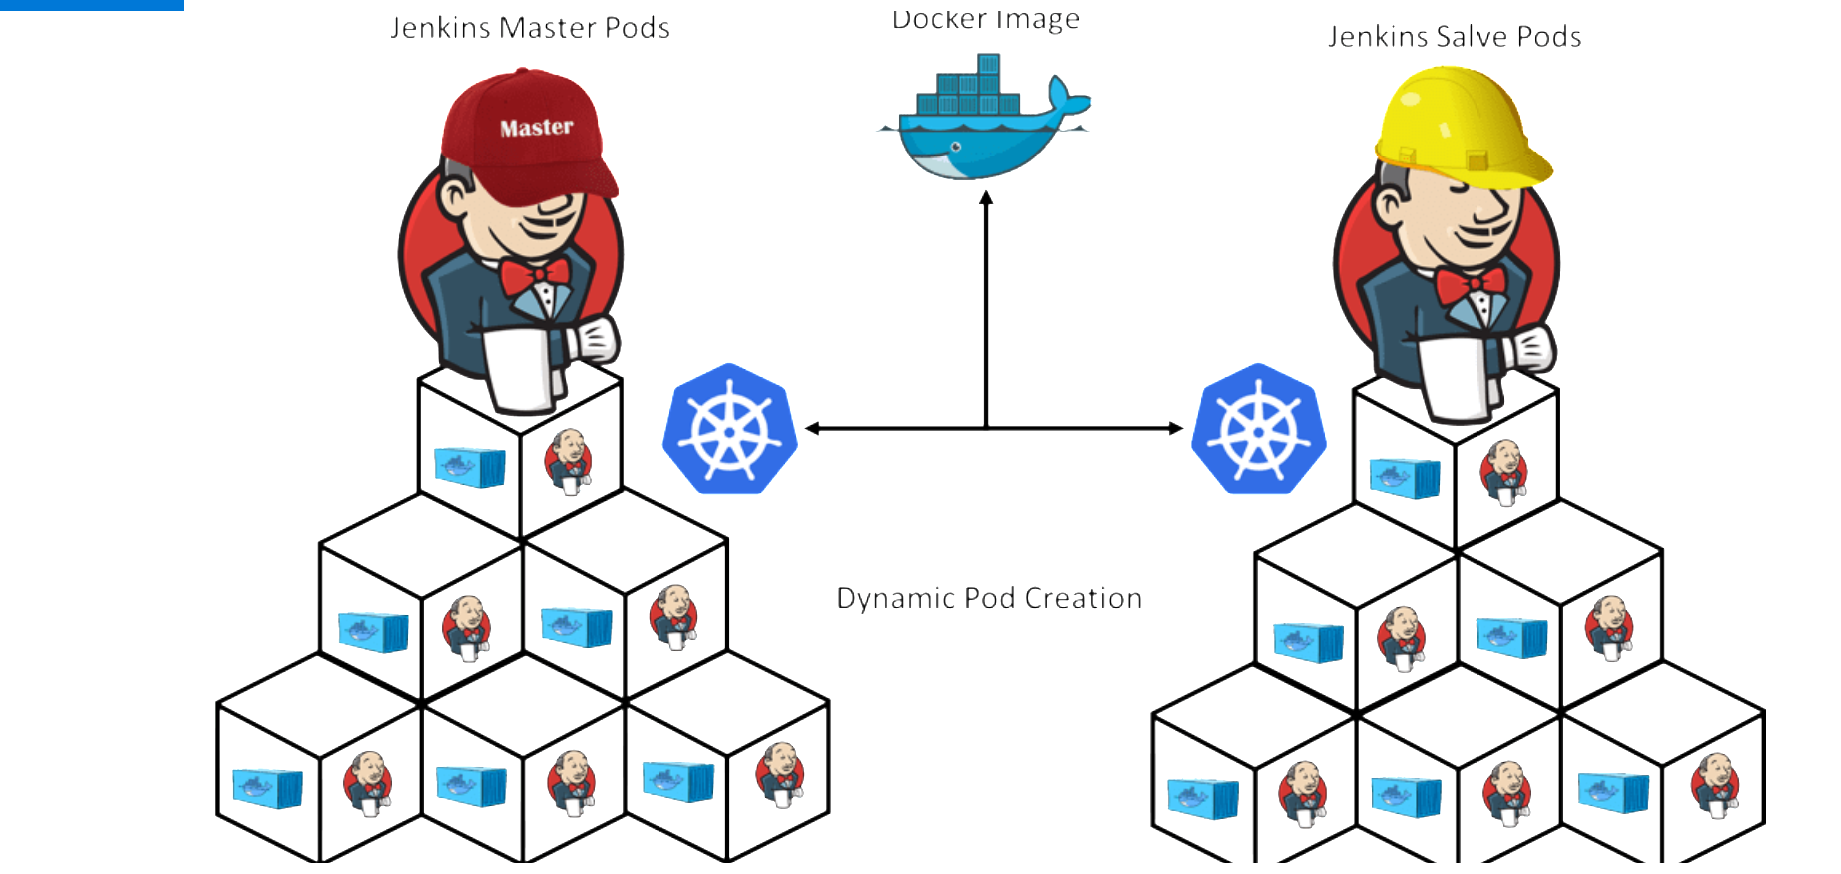 Jenkins Master Pods
Docker Image
Jenkins Salve Pods
Master
Dynamic Pod Creation